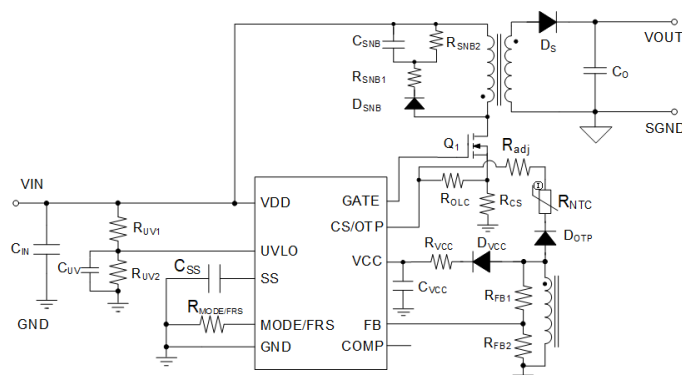 CSNB
RSNB2
DS
VOUT
RSNB1
CO
DSNB
SGND
Q1
Radj
VIN
VDD
GATE
ROLC
RCS
RNTC
RUV1
CS/OTP
DOTP
CIN
UVLO
RVCC
DVCC
CUV
RUV2
CSS
SS
VCC
CVCC
RFB1
RMODE/FRS
GND
MODE/FRS
FB
RFB2
GND
COMP